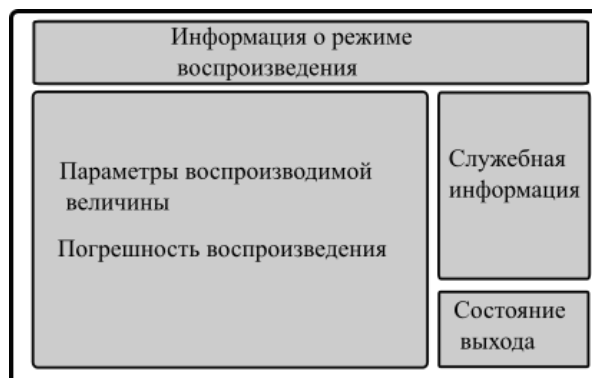 Информация о режиме
воспроизведения
Параметры воспроизводимой
величины
Погрешность воспроизведения
Служебная
информация
Состояние
выхода